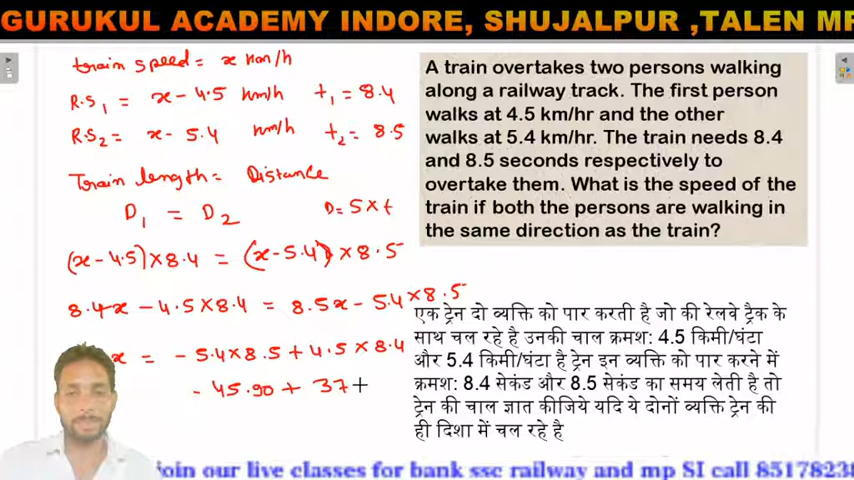 GURUKUL ACADEMY INDORE, SHUJALPUR ,TALEN MP
train speed = x km/h
R.S₁ = x - 4.5 km/h t₁ = 8.4
R.S₂ = x - 5.4 km/h t₂ = 8.5
Train length = Distance
D₁ = D₂ D = S × t
(x-4.5)×8.4 = (x-5.4)×8.5
8.4x - 4.5×8.4 = 8.5x - 5.4×8.5
x = - 5.4×8.5 + 4.5×8.4
- 45.90 + 37
A train overtakes two persons walking
along a railway track. The first person
walks at 4.5 km/hr and the other
walks at 5.4 km/hr. The train needs 8.4
and 8.5 seconds respectively to
overtake them. What is the speed of the
train if both the persons are walking in
the same direction as the train?
एक ट्रेन दो व्यक्ति को पार करती है जो की रेलवे ट्रैक के
साथ चल रहे है उनकी चाल क्रमश: 4.5 किमी/घंटा
और 5.4 किमी/घंटा है ट्रेन इन व्यक्ति को पार करने में
क्रमश: 8.4 सेकंड और 8.5 सेकंड का समय लेती है तो
ट्रेन की चाल ज्ञात कीजिये यदि ये दोनों व्यक्ति ट्रेन की
ही दिशा में चल रहे है
join our live classes for bank ssc railway and mp SI call 8517823